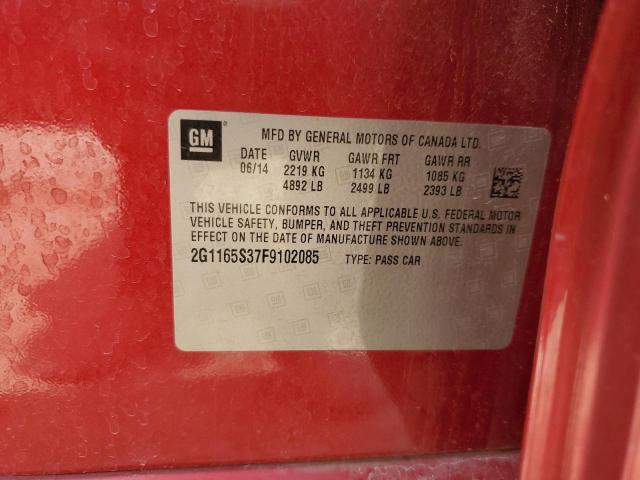 GM
MFD BY GENERAL MOTORS OF CANADA LTD.
DATE GVWR GAWR FRT GAWR RR
06/14 2219 KG 1134 KG 1085 KG
4892 LB 2499 LB 2393 LB
THIS VEHICLE CONFORMS TO ALL APPLICABLE U.S. FEDERAL MOTOR
VEHICLE SAFETY, BUMPER, AND THEFT PREVENTION STANDARDS IN
EFFECT ON THE DATE OF MANUFACTURE SHOWN ABOVE.
2G1165S37F9102085 TYPE: PASS CAR